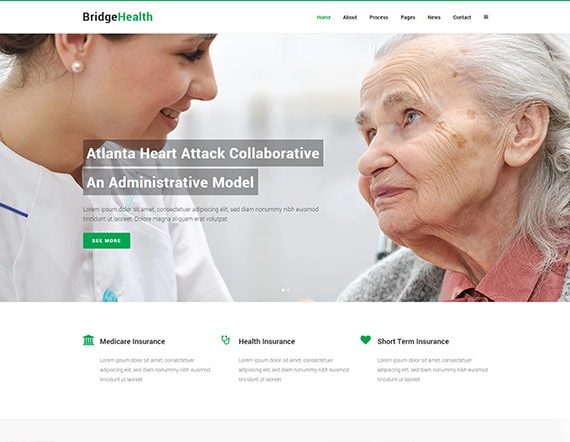 BridgeHealth
Home About Process Pages News Contact
Atlanta Heart Attack Collaborative
An Administrative Model
Lorem ipsum dolor sit amet, consectetuer adipiscing elit, sed diam nonummy nibh euismod
tincidunt ut laoreet. Dolore magna aliquam erat volutpat.
SEE MORE
Medicare Insurance
Lorem ipsum dolor sit amet, consectetuer
adipiscing elit, sed diam nonummy nibh euismod
tincidunt ut laoreet.
Health Insurance
Lorem ipsum dolor sit amet, consectetuer
adipiscing elit, sed diam nonummy nibh euismod
tincidunt ut laoreet.
Short Term Insurance
Lorem ipsum dolor sit amet, consectetuer
adipiscing elit, sed diam nonummy nibh euismod
tincidunt ut laoreet.